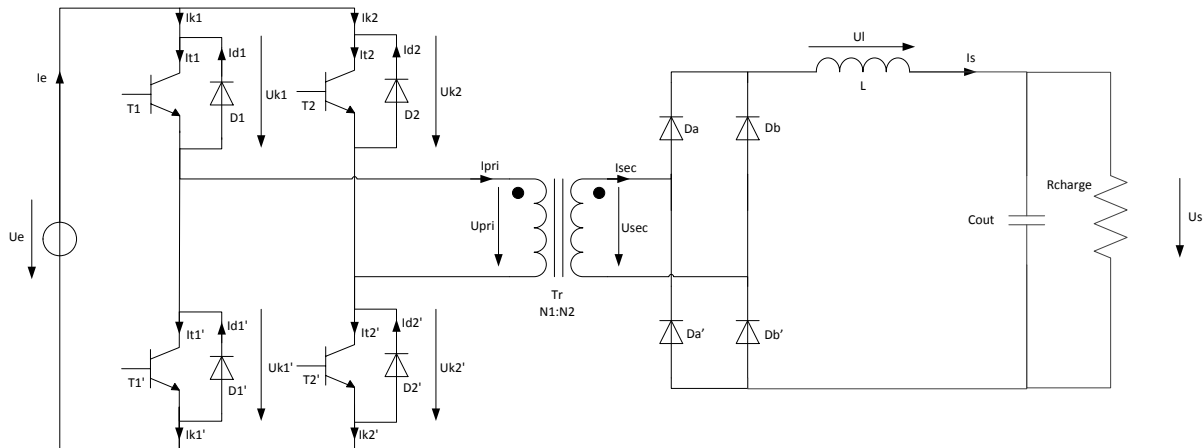 Ik1
Ik2
Ul
Ie
It1
Id1
It2
Id2
Is
L
T1
D1
Uk1
T2
D2
Uk2
Da
Db
Ipri
Isec
Rcharge
Ue
Upri
Usec
Cout
Us
Tr
N1:N2
It1'
Id1'
It2'
Id2'
Da’
Db’
T1'
D1'
Uk1'
T2'
D2'
Uk2'
Ik1'
Ik2'